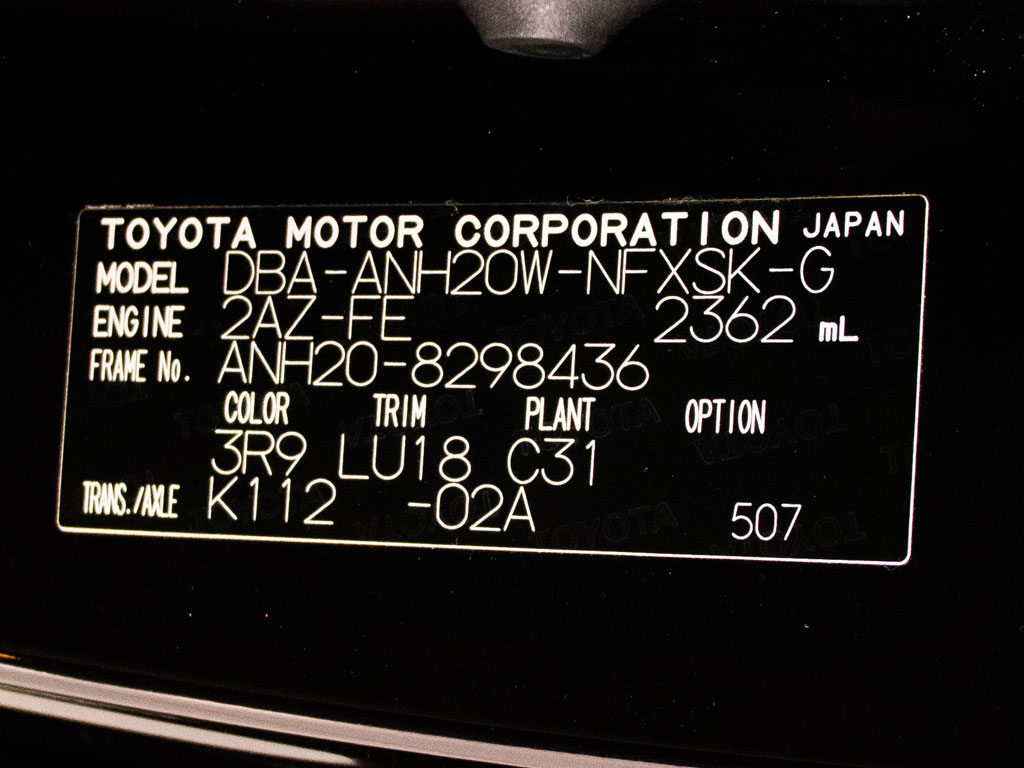 TOYOTA MOTOR CORPORATION JAPAN
MODEL DBA-ANH20W-NFXSK-G
ENGINE 2AZ-FE 2362 mL
FRAME No. ANH20-8298436
COLOR TRIM PLANT OPTION
3R9 LU18 C31
TRANS./AXLE K112 -02A 507